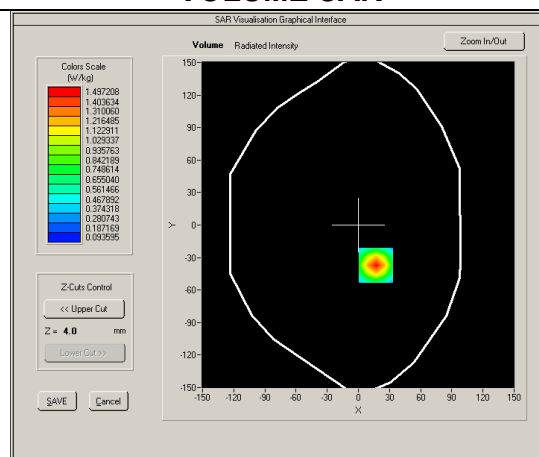 VOLUME SAR
SAR Visualisation Graphical Interface
Volume Radiated Intensity
Zoom In/Out
Colors Scale
(W/kg)
1.497208
1.403634
1.310060
1.216485
1.122911
1.029337
0.935763
0.842189
0.748614
0.655040
0.561466
0.467892
0.374318
0.280743
0.187169
0.093595
Z-Cuts Control
<< Upper Cut
Z = 4.0 mm
Lower Cut >>
SAVE
Cancel
150-
120-
90-
60-
30-
0-
-30-
-60-
-90-
-120-
-150-
Y
-150 -120 -90 -60 -30 0 30 60 90 120 150
X